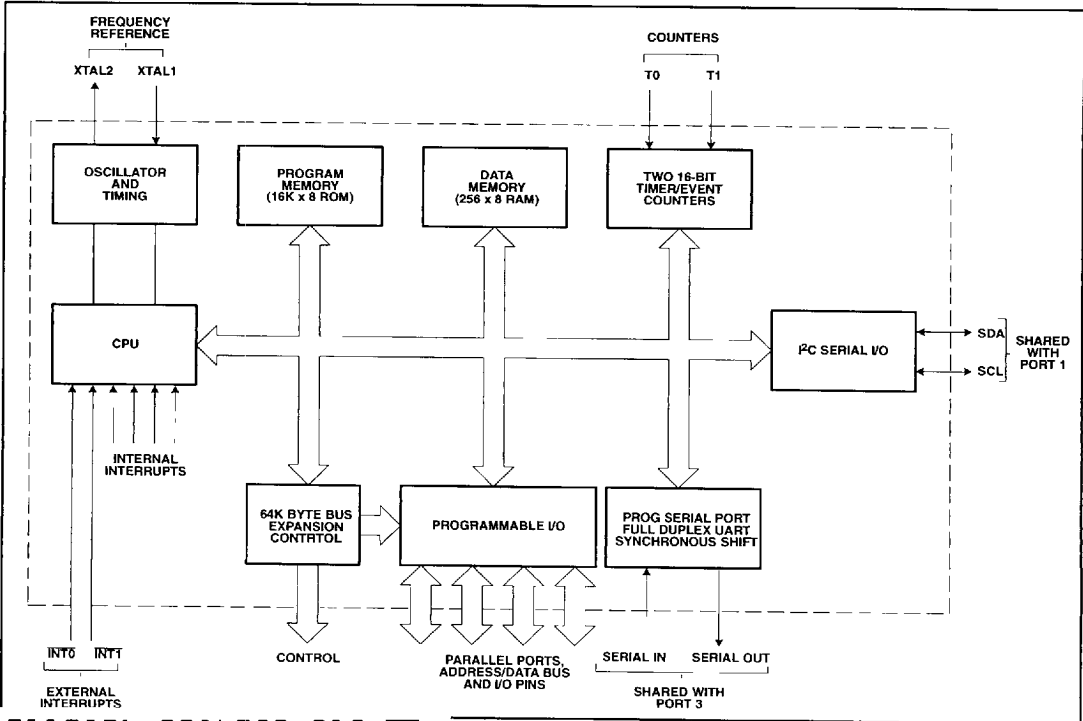 FREQUENCY
REFERENCE
XTAL2 XTAL1
COUNTERS
T0 T1
OSCILLATOR
AND
TIMING
PROGRAM
MEMORY
(16K x 8 ROM)
DATA
MEMORY
(256 x 8 RAM)
TWO 16-BIT
TIMER/EVENT
COUNTERS
CPU
I²C SERIAL I/O
SDA
SCL
SHARED
WITH
PORT 1
INTERNAL
INTERRUPTS
64K BYTE BUS
EXPANSION
CONTRTOL
PROGRAMMABLE I/O
PROG SERIAL PORT
FULL DUPLEX UART
SYNCHRONOUS SHIFT
INT0 INT1
EXTERNAL
INTERRUPTS
CONTROL
PARALLEL PORTS,
ADDRESS/DATA BUS
AND I/O PINS
SERIAL IN SERIAL OUT
SHARED WITH
PORT 3